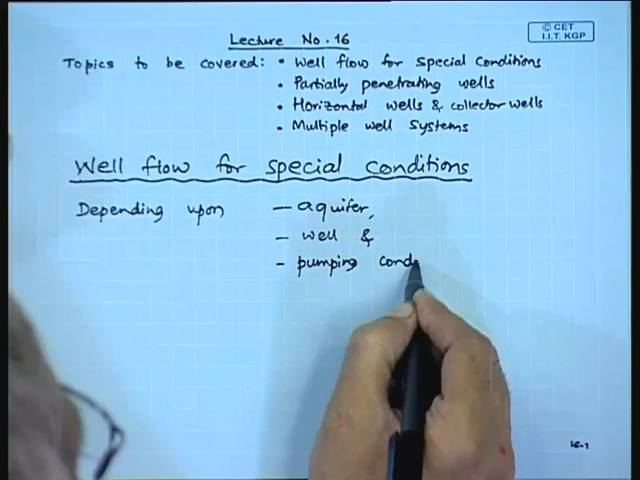 Lecture No. 16
© CET
I.I.T. KGP
Topics to be covered: • Well flow for special conditions
• Partially penetrating wells
• Horizontal wells & collector wells
• Multiple well systems
Well flow for special conditions
Depending upon — aquifer,
— well &
- pumping cond
16-1